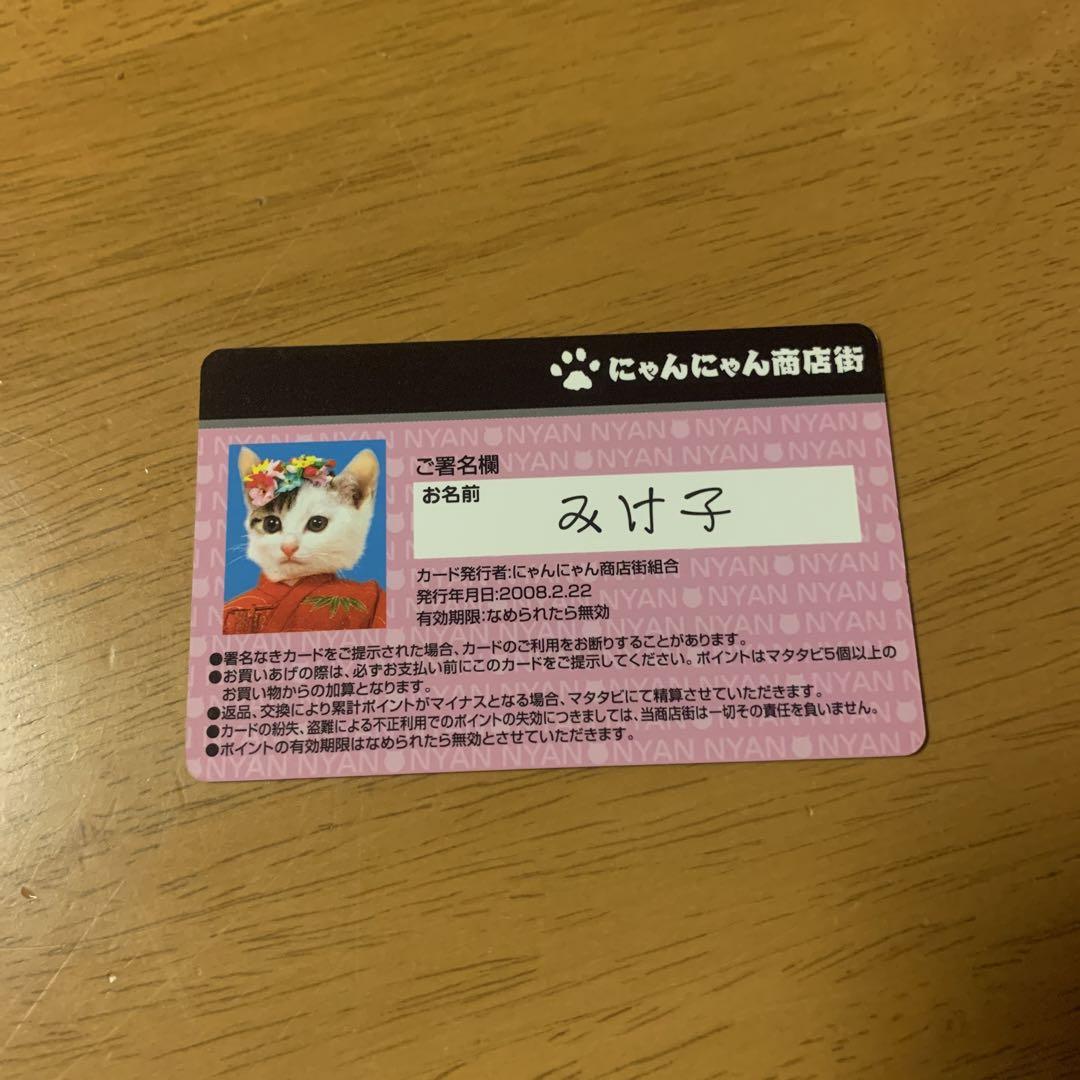 にゃんにゃん商店街
NYAN NYAN NYAN NYAN NYAN NYAN
ご署名欄
お名前
みけ子
カード発行者:にゃんにゃん商店街組合
発行年月日:2008.2.22
有効期限:なめられたら無効
●署名なきカードをご提示された場合、カードのご利用をお断りすることがあります。
●お買いあげの際は、必ずお支払い前にこのカードをご提示してください。ポイントはマタタビ5個以上の
お買い物からの加算となります。
●返品、交換により累計ポイントがマイナスとなる場合、マタタビにて精算させていただきます。
●カードの紛失、盗難による不正利用でのポイントの失効につきましては、当商店街は一切その責任を負いません。
●ポイントの有効期限はなめられたら無効とさせていただきます。